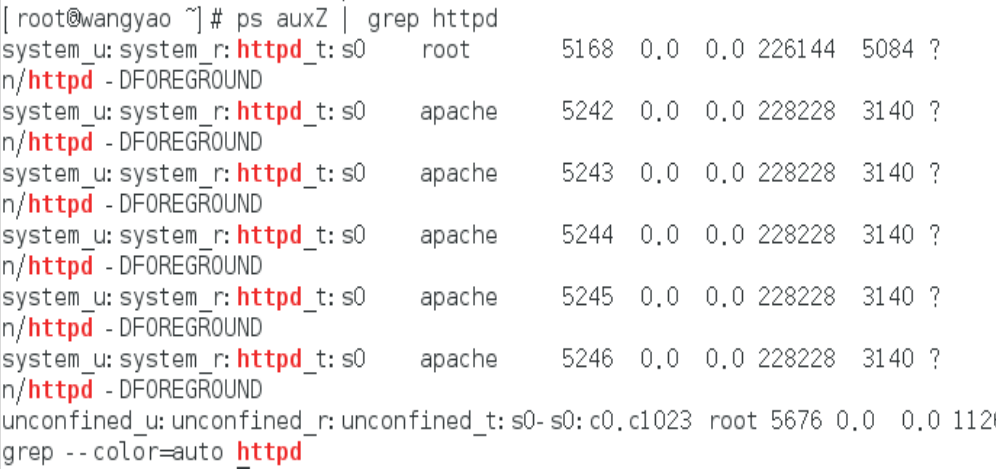 [root@wangyao ~]# ps auxZ | grep httpd
system_u:system_r:httpd_t:s0 root 5168 0.0 0.0 226144 5084 ?
n/httpd -DFOREGROUND
system_u:system_r:httpd_t:s0 apache 5242 0.0 0.0 228228 3140 ?
n/httpd -DFOREGROUND
system_u:system_r:httpd_t:s0 apache 5243 0.0 0.0 228228 3140 ?
n/httpd -DFOREGROUND
system_u:system_r:httpd_t:s0 apache 5244 0.0 0.0 228228 3140 ?
n/httpd -DFOREGROUND
system_u:system_r:httpd_t:s0 apache 5245 0.0 0.0 228228 3140 ?
n/httpd -DFOREGROUND
system_u:system_r:httpd_t:s0 apache 5246 0.0 0.0 228228 3140 ?
n/httpd -DFOREGROUND
unconfined_u:unconfined_r:unconfined_t:s0-s0:c0.c1023 root 5676 0.0 0.0
grep --color=auto httpd